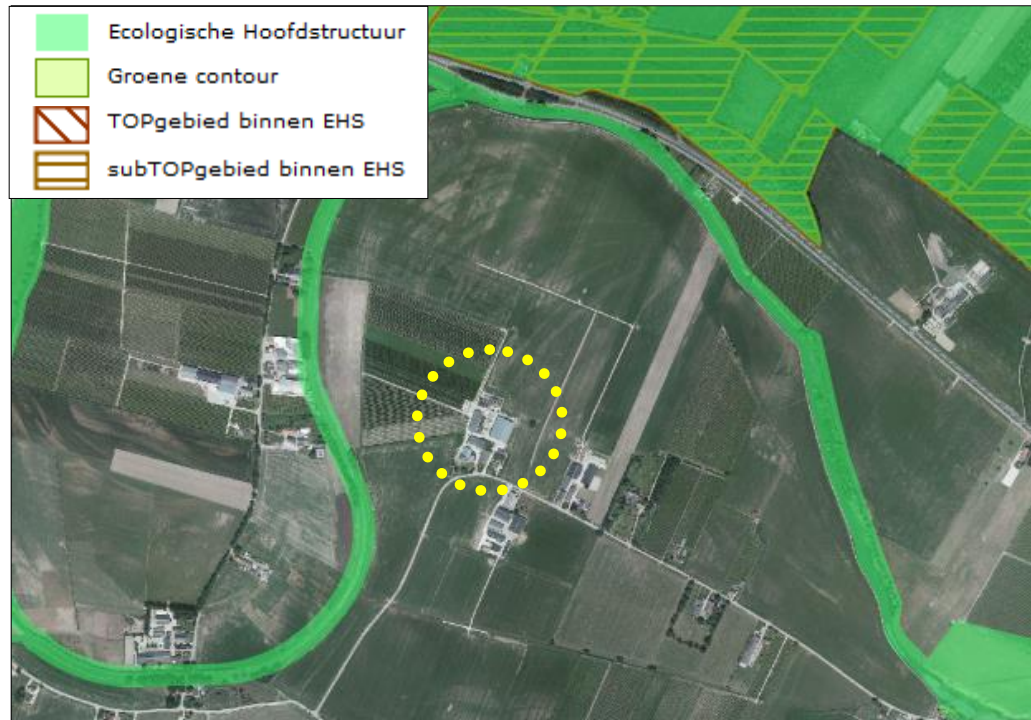 Ecologische Hoofdstructuur
Groene contour
TOPgebied binnen EHS
subTOPgebied binnen EHS